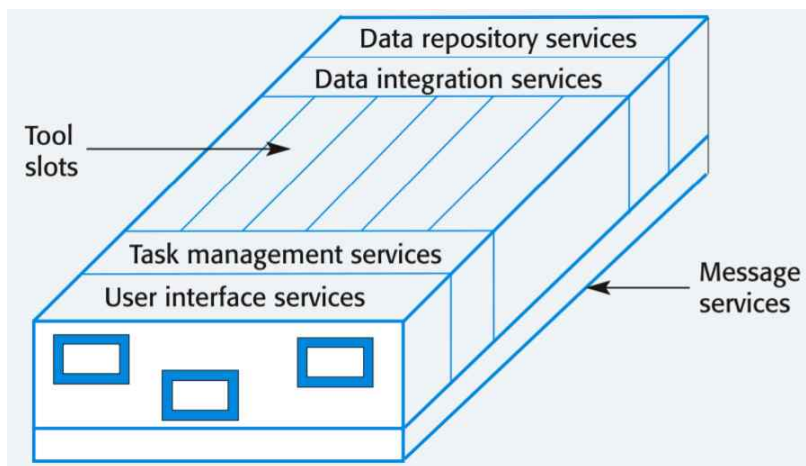 Data repository services
Data integration services
Tool
slots
Task management services
User interface services
Message
services